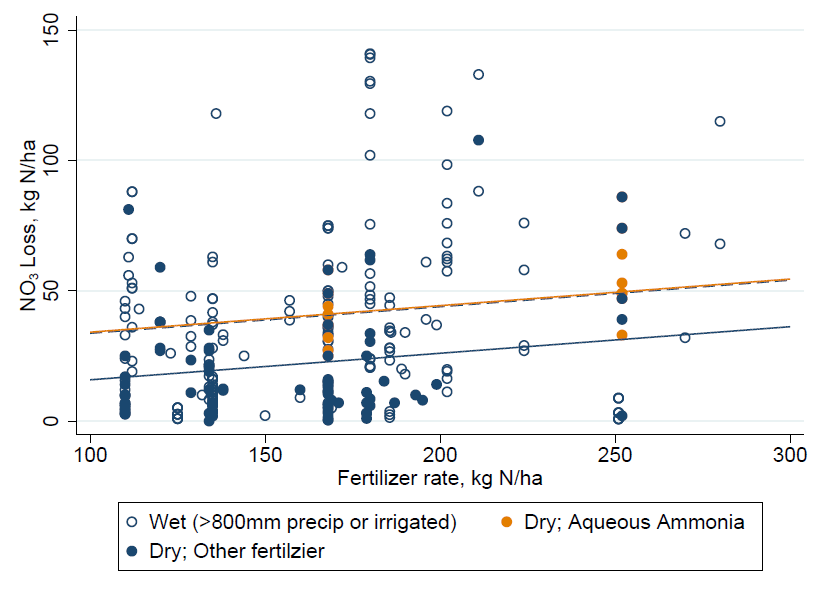 150
100
50
0
NO₃ Loss, kg N/ha
100 150 200 250 300
Fertilizer rate, kg N/ha
Wet (>800mm precip or irrigated) Dry; Aqueous Ammonia
Dry; Other fertilzier